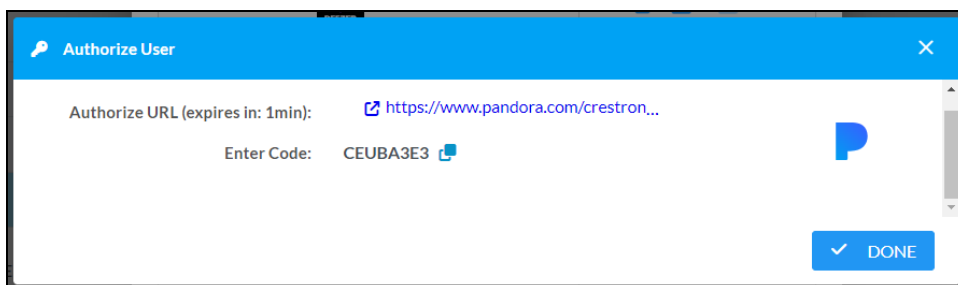 Authorize User
Authorize URL (expires in: 1min): https://www.pandora.com/crestron...
Enter Code: CEUBA3E3
DONE